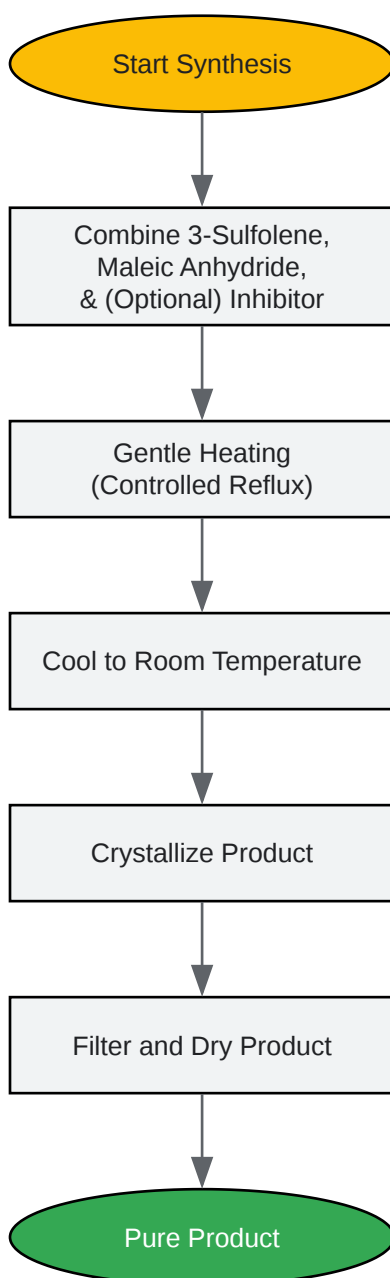 Start Synthesis
Combine 3-Sulfolene,
Maleic Anhydride,
& (Optional) Inhibitor
Gentle Heating
(Controlled Reflux)
Cool to Room Temperature
Crystallize Product
Filter and Dry Product
Pure Product